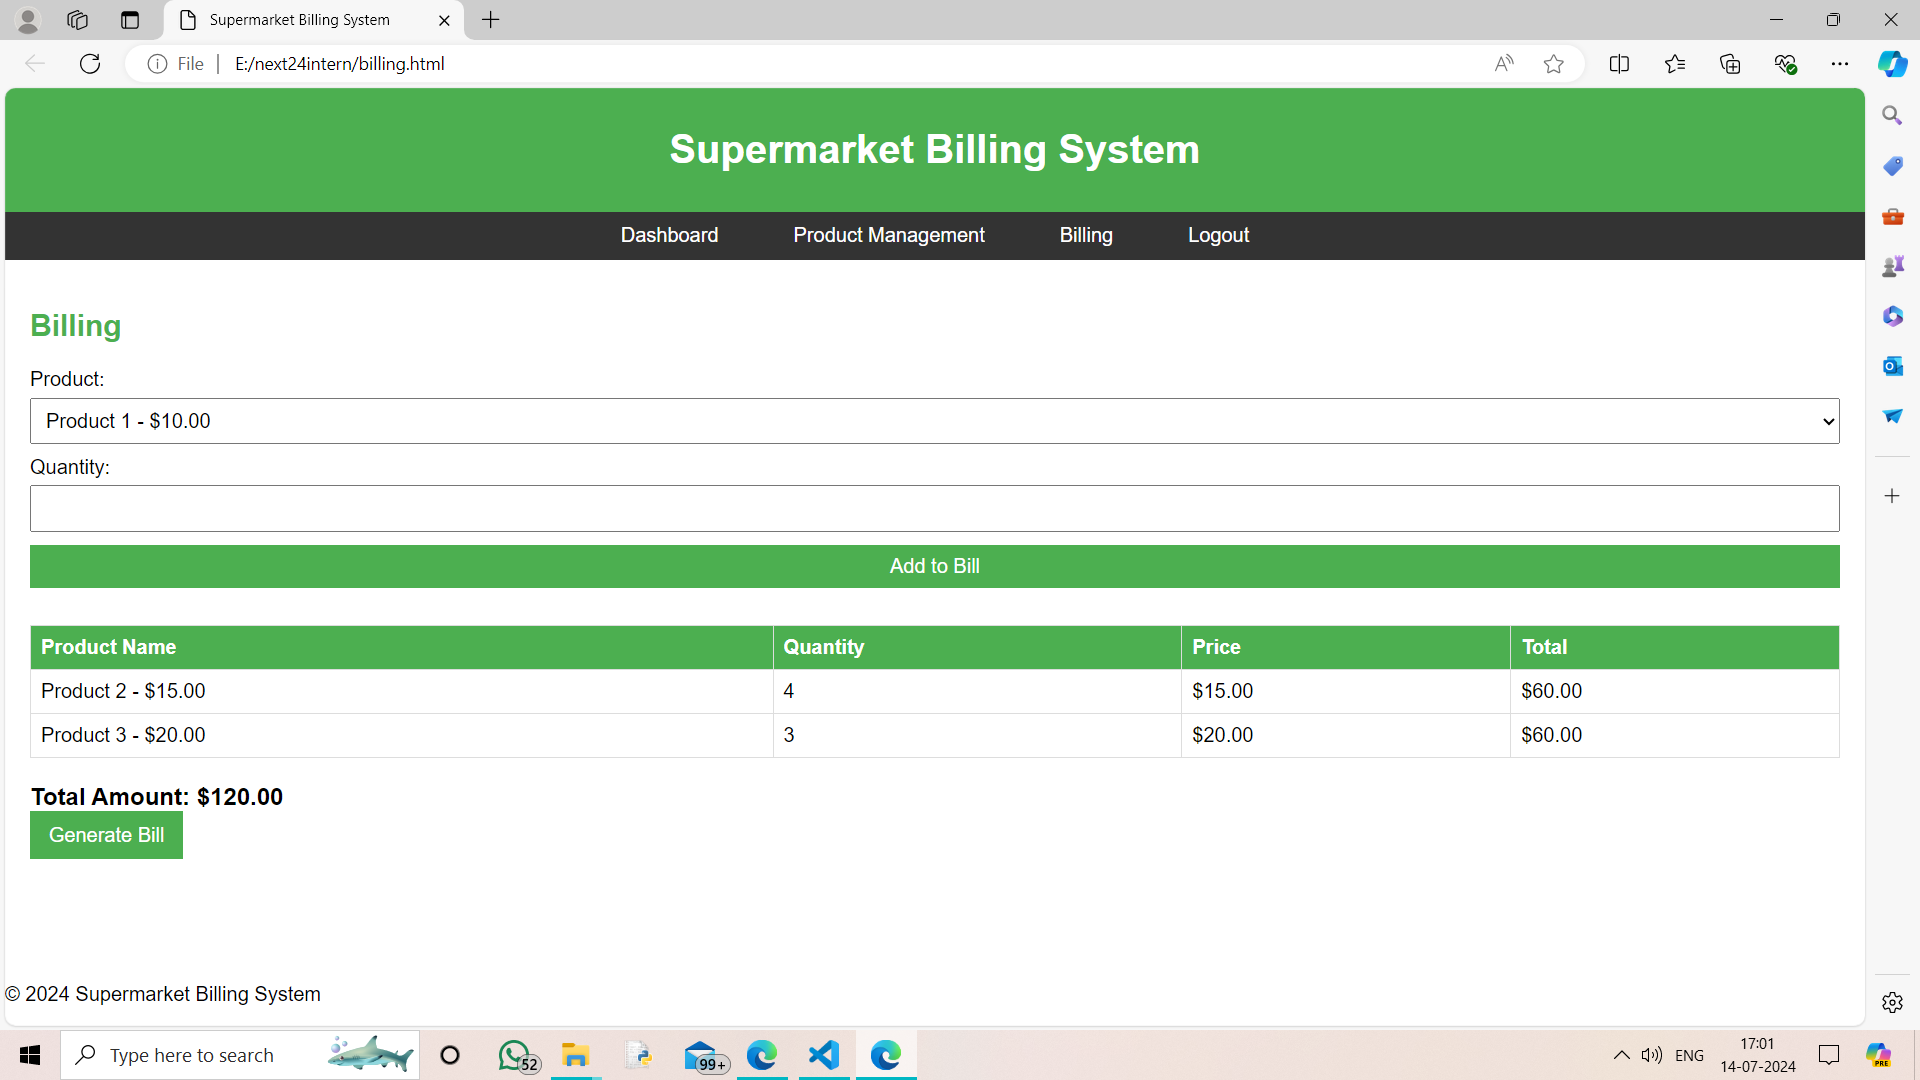 Supermarket Billing System
File
E:/next24intern/billing.html
Supermarket Billing System
Dashboard Product Management Billing Logout
Billing
Product:
Product 1 - $10.00
Quantity:
Add to Bill
Product Name Quantity Price Total
Product 2 - $15.00 4 $15.00 $60.00
Product 3 - $20.00 3 $20.00 $60.00
Total Amount: $120.00
Generate Bill
© 2024 Supermarket Billing System
Type here to search
52
99+
ENG
17:01
14-07-2024
PRE